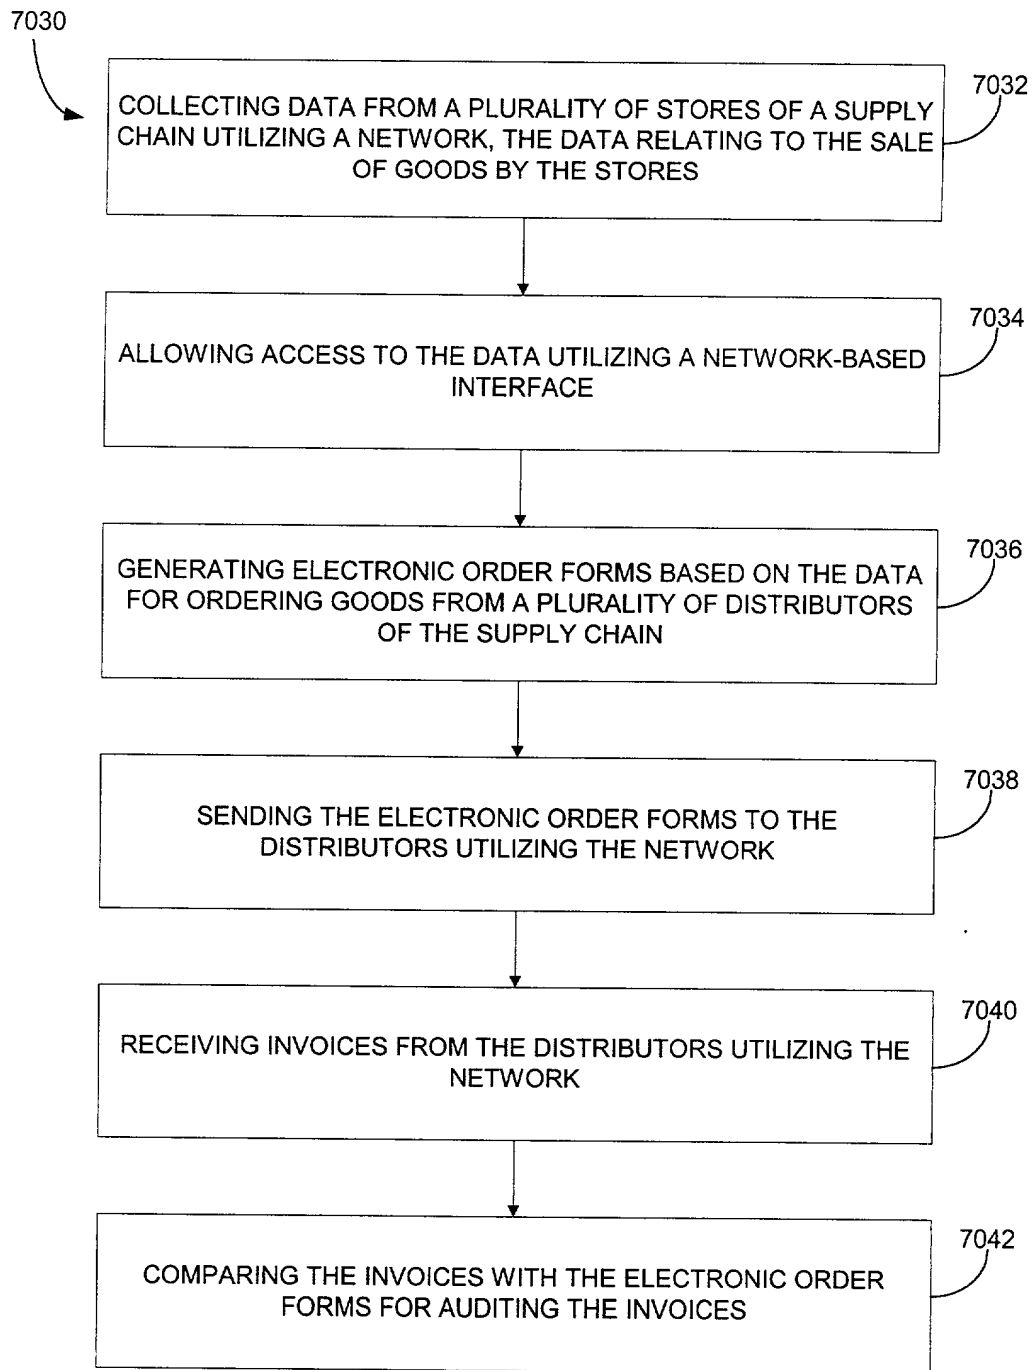 7030
7032
COLLECTING DATA FROM A PLURALITY OF STORES OF A SUPPLY
CHAIN UTILIZING A NETWORK, THE DATA RELATING TO THE SALE
OF GOODS BY THE STORES
7034
ALLOWING ACCESS TO THE DATA UTILIZING A NETWORK-BASED
INTERFACE
7036
GENERATING ELECTRONIC ORDER FORMS BASED ON THE DATA
FOR ORDERING GOODS FROM A PLURALITY OF DISTRIBUTORS
OF THE SUPPLY CHAIN
7038
SENDING THE ELECTRONIC ORDER FORMS TO THE
DISTRIBUTORS UTILIZING THE NETWORK
7040
RECEIVING INVOICES FROM THE DISTRIBUTORS UTILIZING THE
NETWORK
7042
COMPARING THE INVOICES WITH THE ELECTRONIC ORDER
FORMS FOR AUDITING THE INVOICES